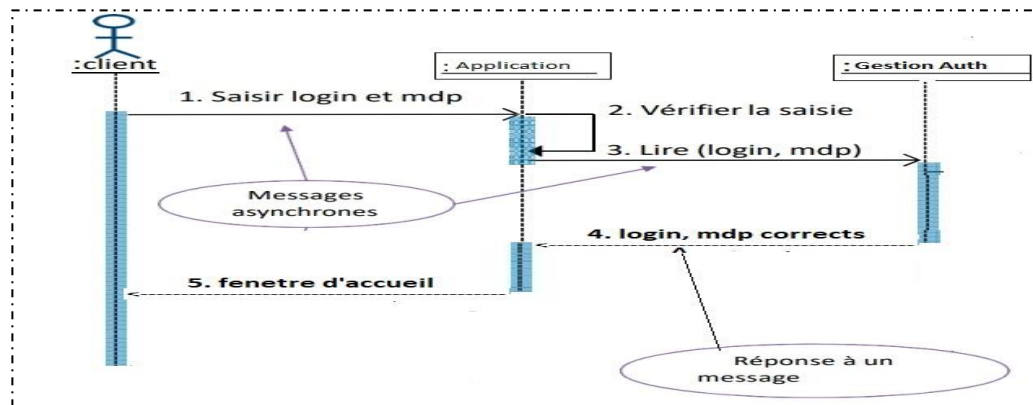 :client
: Application
: Gestion Auth
1. Saisir login et mdp
2. Vérifier la saisie
3. Lire (login, mdp)
Messages
asynchrones
4. login, mdp corrects
5. fenetre d'accueil
Réponse à un
message